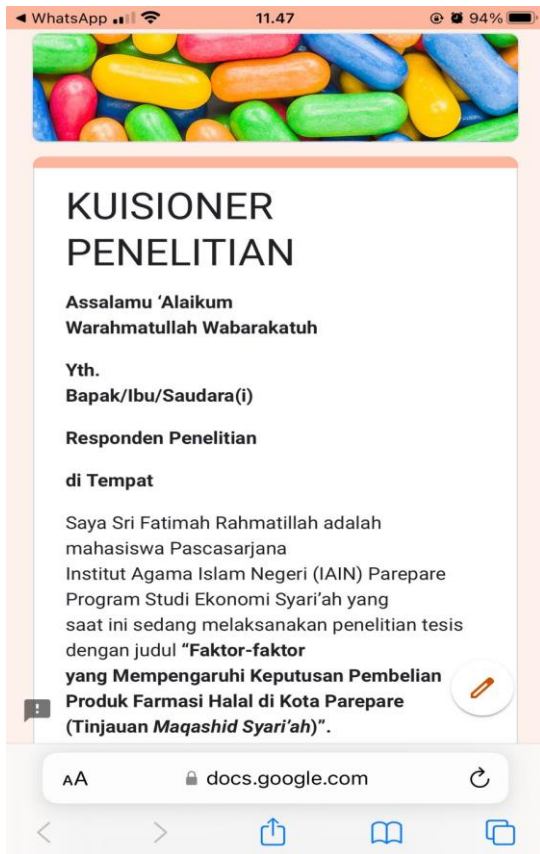 WhatsApp
11.47
94%
KUISIONER
PENELITIAN
Assalamu ‘Alaikum
Warahmatullah Wabarakatuh
Yth.
Bapak/Ibu/Saudara(i)
Responden Penelitian
di Tempat
Saya Sri Fatimah Rahmatillah adalah
mahasiswa Pascasarjana
Institut Agama Islam Negeri (IAIN) Parepare
Program Studi Ekonomi Syari’ah yang
saat ini sedang melaksanakan penelitian tesis
dengan judul “Faktor-faktor
yang Mempengaruhi Keputusan Pembelian
Produk Farmasi Halal di Kota Parepare
(Tinjauan Maqashid Syari’ah)”.
AA
docs.google.com